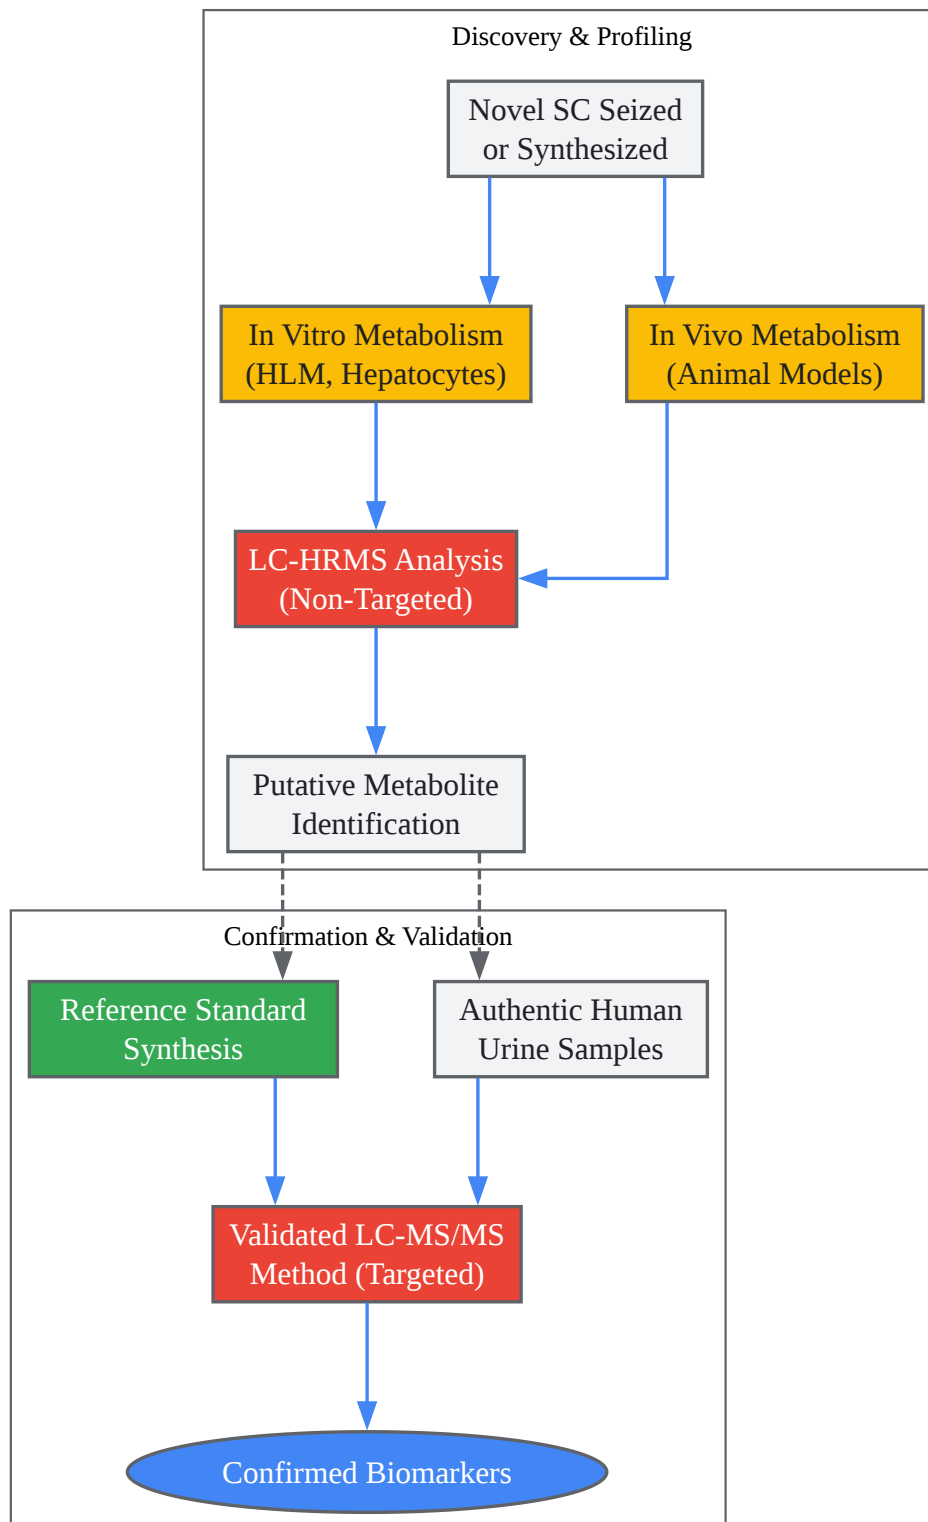 Discovery & Profiling
Novel SC Seized
or Synthesized
In Vitro Metabolism
(HLM, Hepatocytes)
In Vivo Metabolism
(Animal Models)
LC-HRMS Analysis
(Non-Targeted)
Putative Metabolite
Identification
Confirmation & Validation
Reference Standard
Synthesis
Authentic Human
Urine Samples
Validated LC-MS/MS
Method (Targeted)
Confirmed Biomarkers